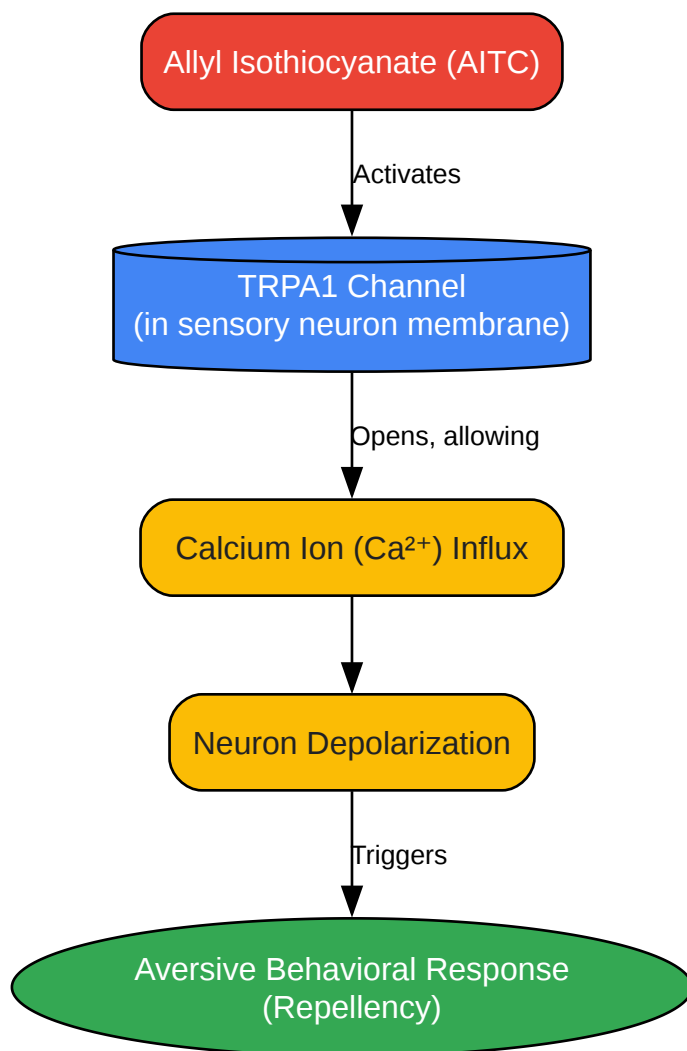 Allyl Isothiocyanate (AITC)
Activates
TRPA1 Channel
(in sensory neuron membrane)
Opens, allowing
Calcium Ion (Ca²⁺) Influx
Neuron Depolarization
Triggers
Aversive Behavioral Response
(Repellency)